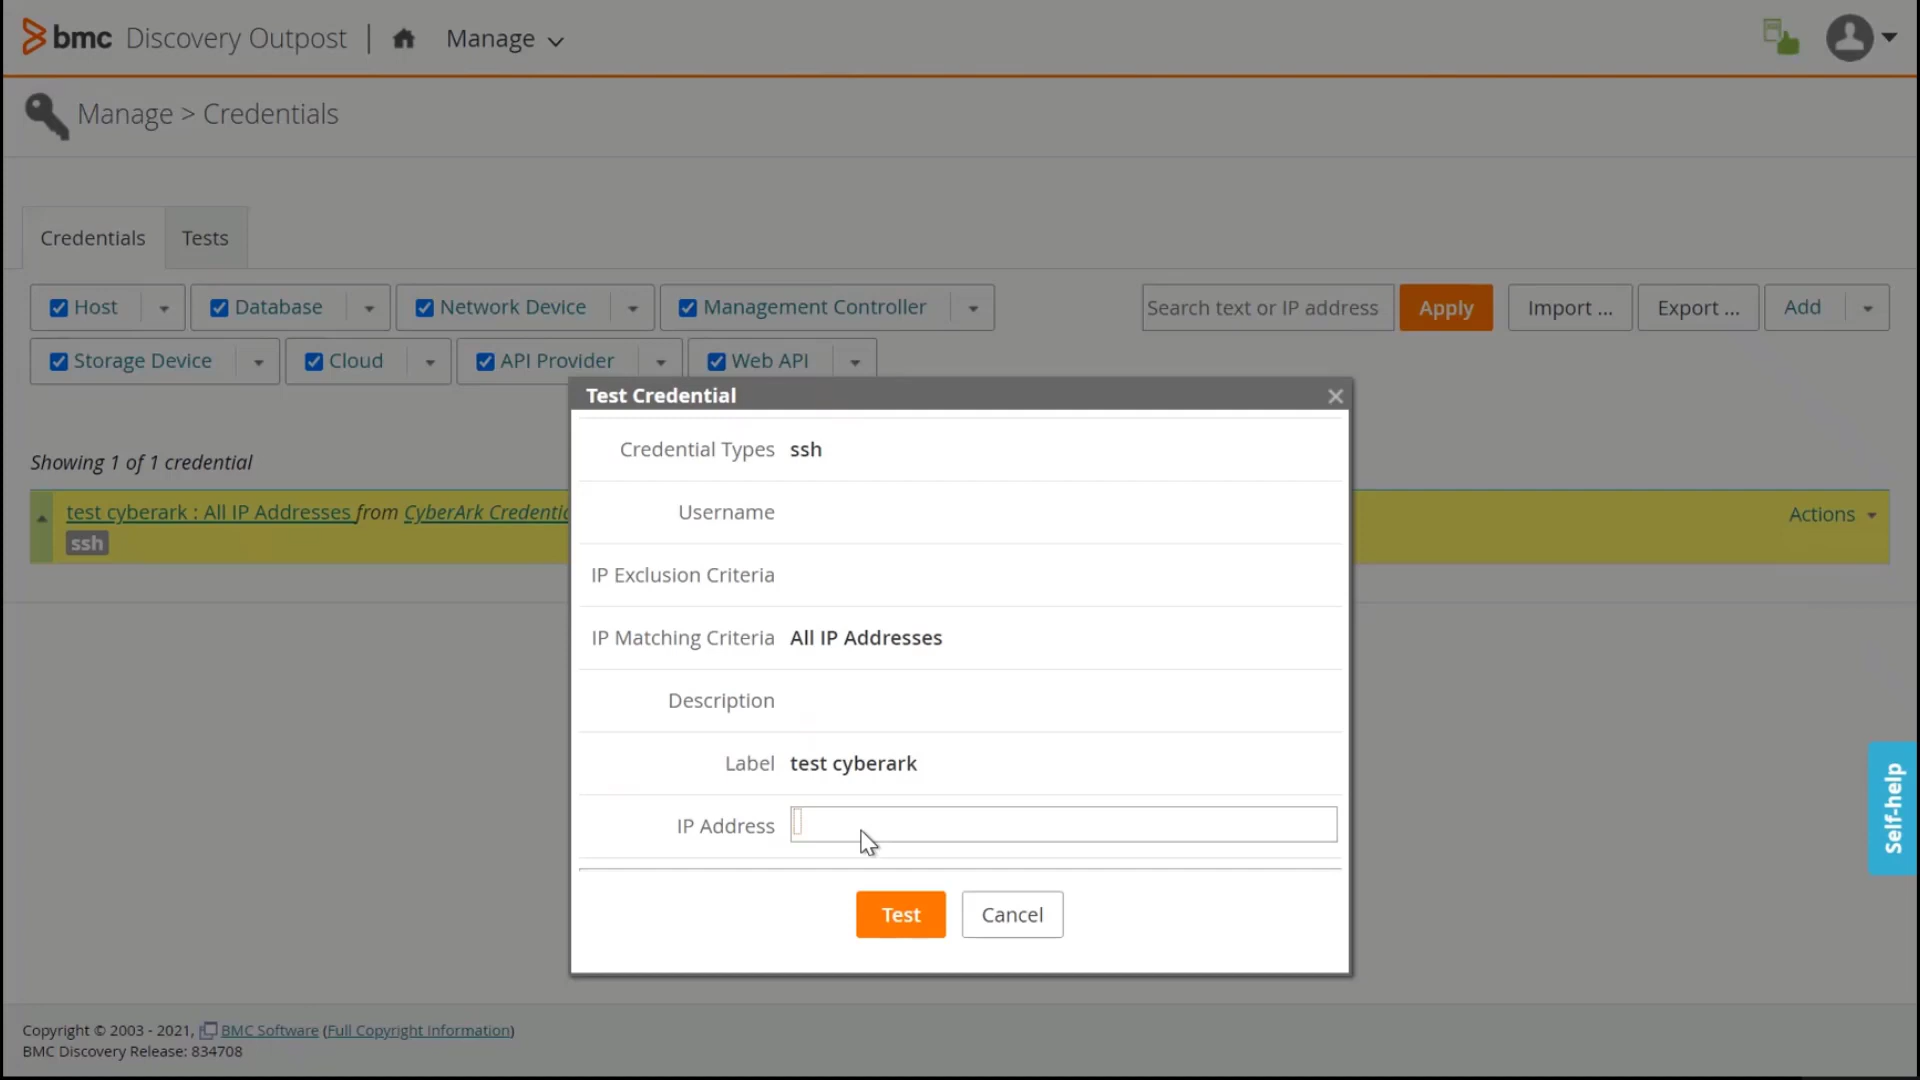 bmc Discovery Outpost Manage
Manage > Credentials
Credentials Tests
Host Database Network Device Management Controller Search text or IP address Apply Import ... Export ... Add
Storage Device Cloud API Provider Web API
Showing 1 of 1 credential
test cyberark : All IP Addresses from CyberArk Credentia Actions
ssh
Test Credential
Credential Types ssh
Username
IP Exclusion Criteria
IP Matching Criteria All IP Addresses
Description
Label test cyberark
IP Address
Test Cancel
Self-help
Copyright © 2003 - 2021, BMC Software (Full Copyright Information)
BMC Discovery Release: 834708